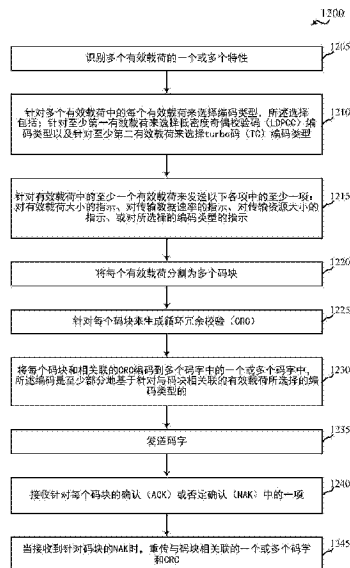 1200
1205
识别多个有效载荷的一个或多个特性
1210
针对多个有效载荷中的每个有效载荷来选择编码类型，所述选择
包括：针对至少第一有效载荷来选择低密度奇偶校验码（LDPCC）编
码类型以及针对至少第二有效载荷来选择turbo码（TC）编码类型
1215
针对有效载荷中的至少一个有效载荷来发送以下各项中的至少一项：
对有效载荷大小的指示、对传输数据速率的指示、对传输资源大小的
指示、或对所选择的编码类型的指示
1220
将每个有效载荷分割为多个码块
1225
针对每个码块来生成循环冗余校验（CRC）
1230
将每个码块和相关联的CRC编码到多个码字中的一个或多个码字中，
所述编码是至少部分地基于针对与码块相关联的有效载荷所选择的编
码类型的
1235
发送码字
1240
接收针对每个码块的确认（ACK）或否定确认（NAK）中的一项
1245
当接收到针对码块的NAK时，重传与码块相关联的一个或多个码字
和CRC